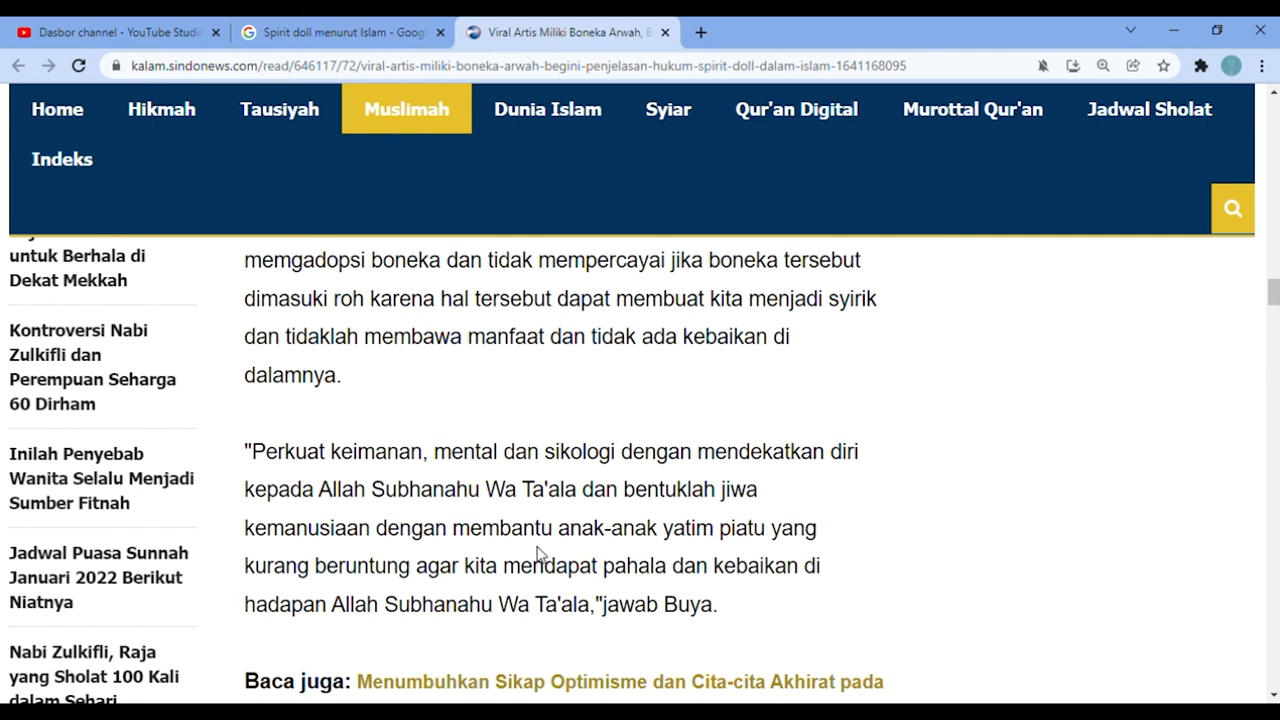 Dasbor channel - YouTube Studio
Spirit doll menurut Islam - Googl
Viral Artis Miliki Boneka Arwah, B
kalam.sindonews.com/read/646117/72/viral-artis-miliki-boneka-arwah-begini-penjelasan-hukum-spirit-doll-dalam-islam-1641168095
Home Hikmah Tausiyah Muslimah Dunia Islam Syiar Qur'an Digital Murottal Qur'an Jadwal Sholat
Indeks
untuk Berhala di
Dekat Mekkah
Kontroversi Nabi
Zulkifli dan
Perempuan Seharga
60 Dirham
Inilah Penyebab
Wanita Selalu Menjadi
Sumber Fitnah
Jadwal Puasa Sunnah
Januari 2022 Berikut
Niatnya
Nabi Zulkifli, Raja
yang Sholat 100 Kali
dalam Sehari
memgadopsi boneka dan tidak mempercayai jika boneka tersebut
dimasuki roh karena hal tersebut dapat membuat kita menjadi syirik
dan tidaklah membawa manfaat dan tidak ada kebaikan di
dalamnya.
"Perkuat keimanan, mental dan sikologi dengan mendekatkan diri
kepada Allah Subhanahu Wa Ta'ala dan bentuklah jiwa
kemanusiaan dengan membantu anak-anak yatim piatu yang
kurang beruntung agar kita mendapat pahala dan kebaikan di
hadapan Allah Subhanahu Wa Ta'ala,"jawab Buya.
Baca juga: Menumbuhkan Sikap Optimisme dan Cita-cita Akhirat pada